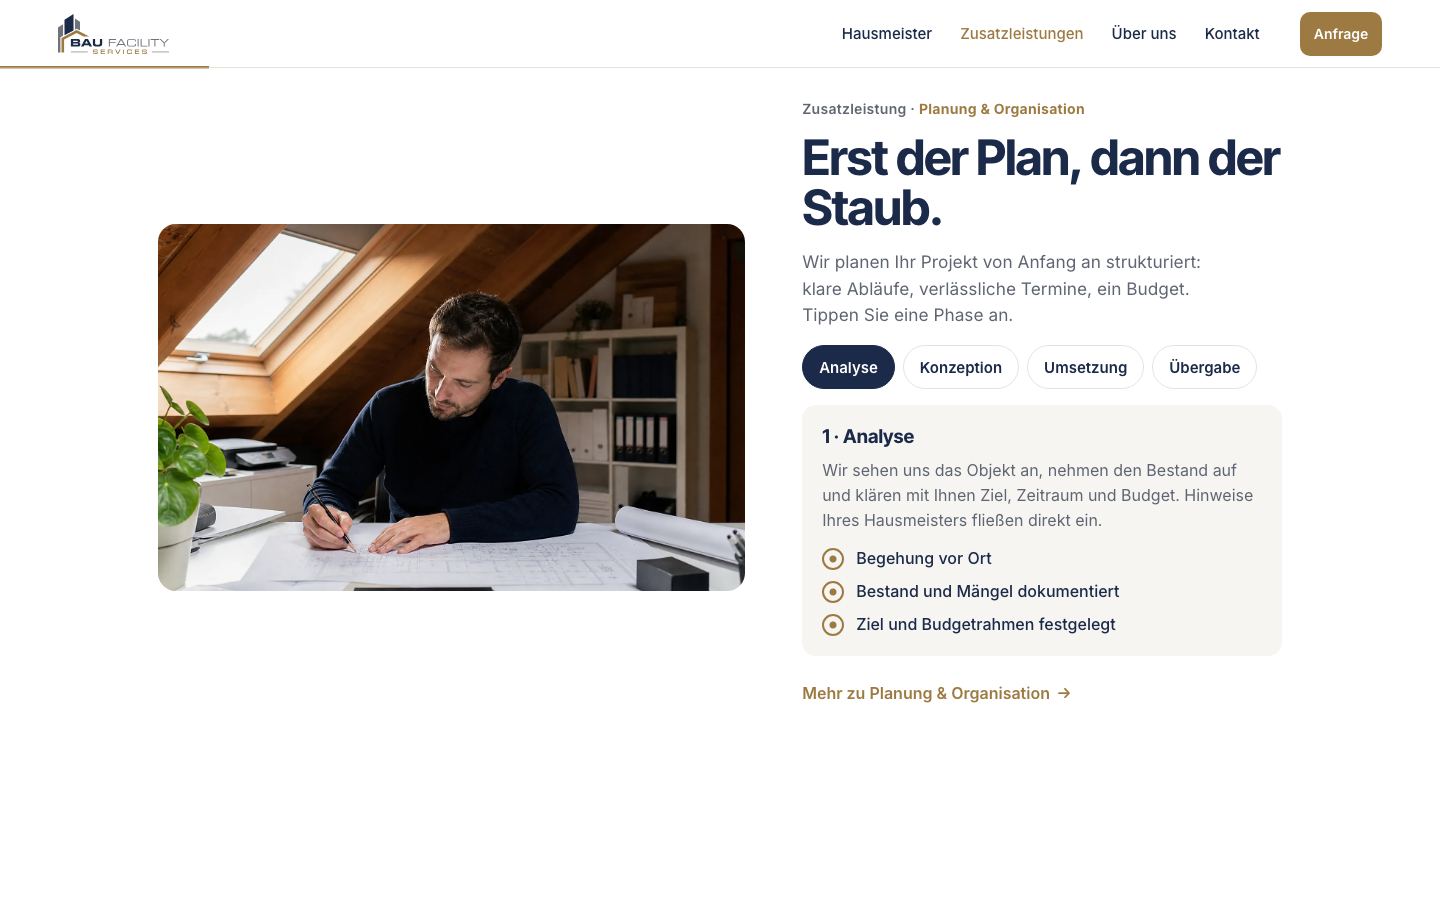 BAU FACILITY
SERVICES
Hausmeister
Zusatzleistungen
Über uns
Kontakt
Anfrage
Zusatzleistung · Planung & Organisation
Erst der Plan, dann der
Staub.
Wir planen Ihr Projekt von Anfang an strukturiert:
klare Abläufe, verlässliche Termine, ein Budget.
Tippen Sie eine Phase an.
Analyse
Konzeption
Umsetzung
Übergabe
1 · Analyse
Wir sehen uns das Objekt an, nehmen den Bestand auf
und klären mit Ihnen Ziel, Zeitraum und Budget. Hinweise
Ihres Hausmeisters fließen direkt ein.
Begehung vor Ort
Bestand und Mängel dokumentiert
Ziel und Budgetrahmen festgelegt
Mehr zu Planung & Organisation →